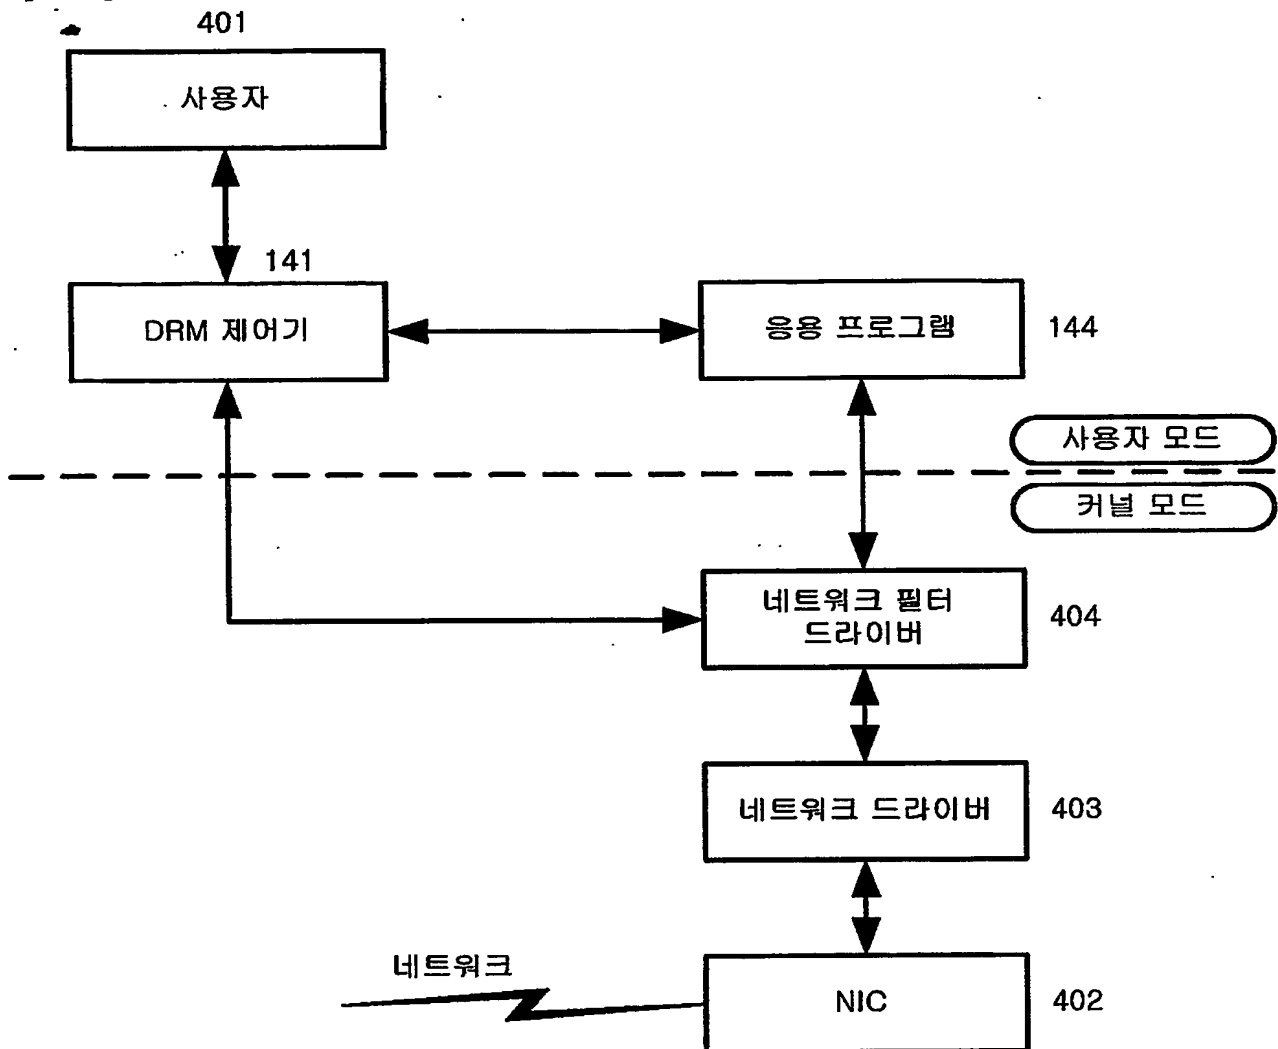 401
사용자
141
DRM 제어기
응용 프로그램
144
사용자 모드
커널 모드
네트워크 필터
드라이버
404
네트워크 드라이버
403
네트워크
NIC
402